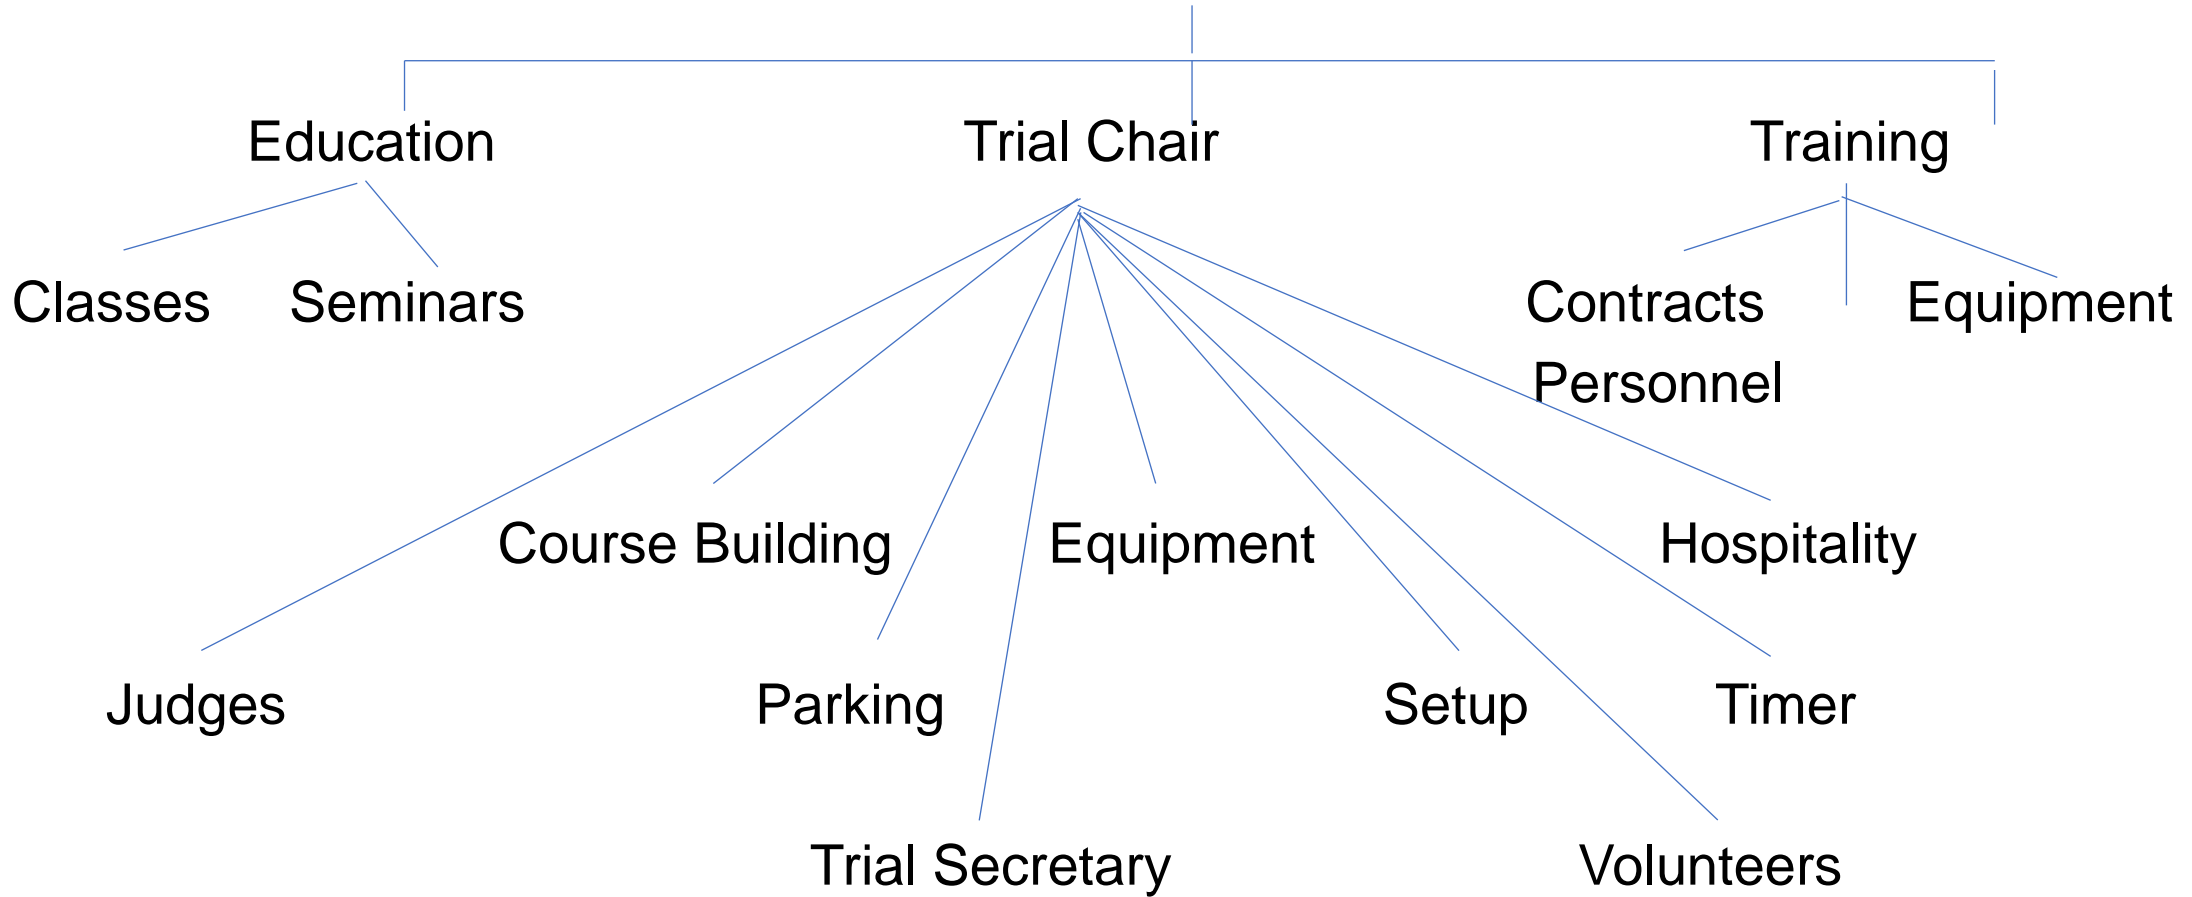 Education Trial Chair Training
Classes Seminars Contracts Equipment
Personnel
Course Building Equipment Hospitality
Judges Parking Setup Timer
Trial Secretary Volunteers